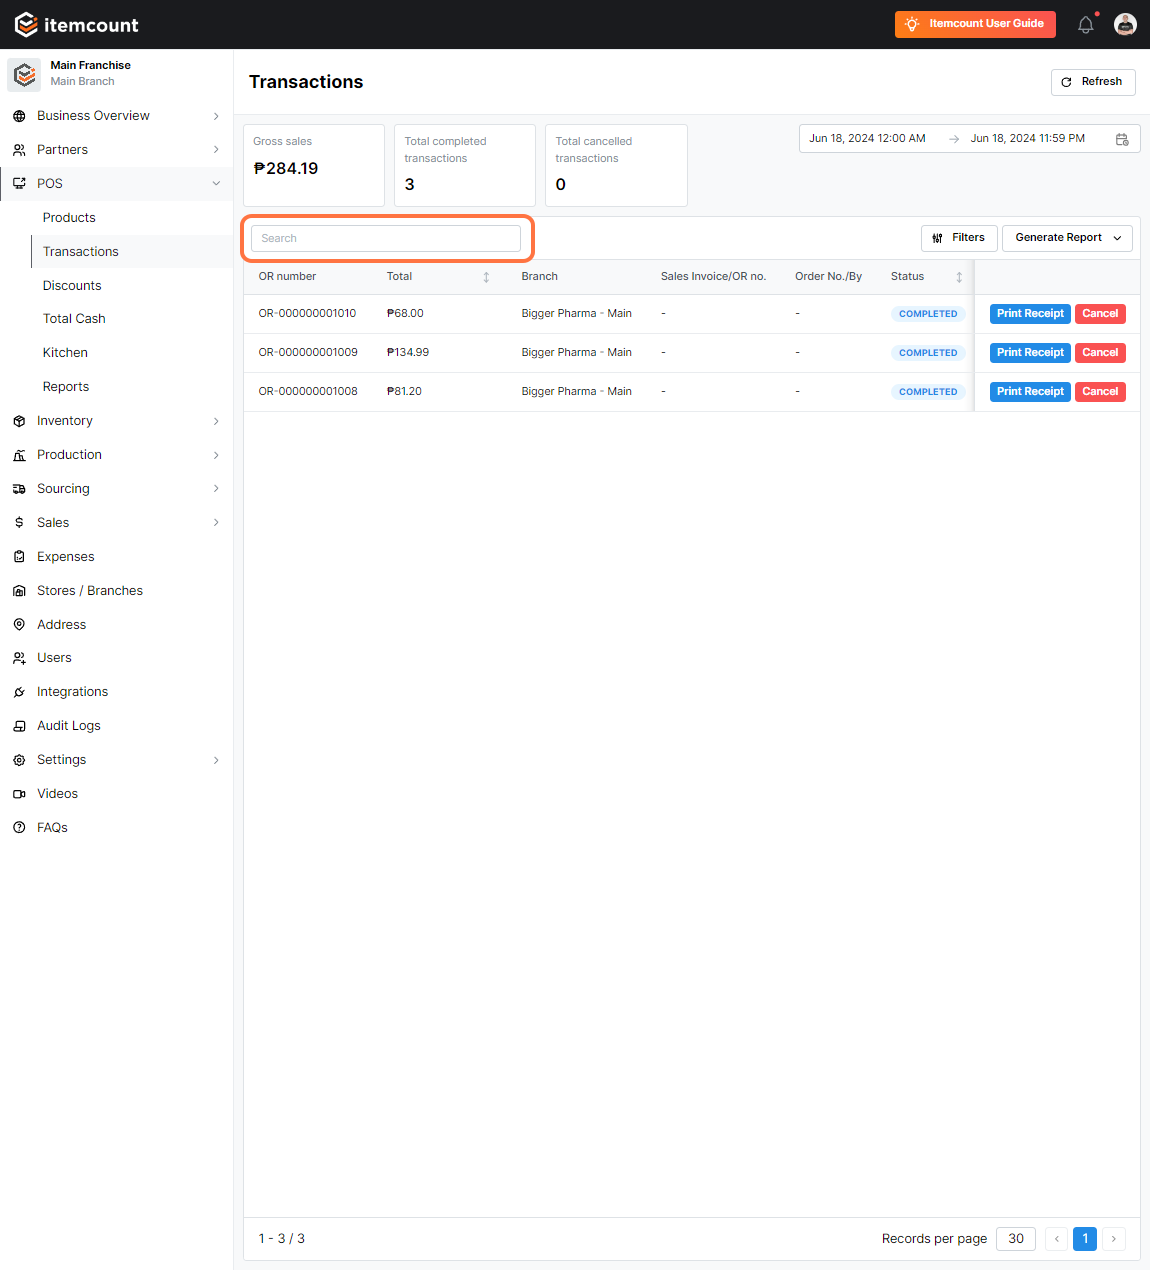 itemcount
Itemcount User Guide
Main Franchise
Main Branch
Business Overview
Partners
POS
Products
Transactions
Discounts
Total Cash
Kitchen
Reports
Inventory
Production
Sourcing
Sales
Expenses
Stores / Branches
Address
Users
Integrations
Audit Logs
Settings
Videos
FAQs
Transactions
Refresh
Gross sales
₱284.19
Total completed
transactions
3
Total cancelled
transactions
0
Jun 18, 2024 12:00 AM → Jun 18, 2024 11:59 PM
Search
Filters
Generate Report
OR number Total Branch Sales Invoice/OR no. Order No./By Status
OR-000000001010 ₱68.00 Bigger Pharma - Main - - COMPLETED Print Receipt Cancel
OR-000000001009 ₱134.99 Bigger Pharma - Main - - COMPLETED Print Receipt Cancel
OR-000000001008 ₱81.20 Bigger Pharma - Main - - COMPLETED Print Receipt Cancel
1 - 3 / 3
Records per page 30 < 1 >